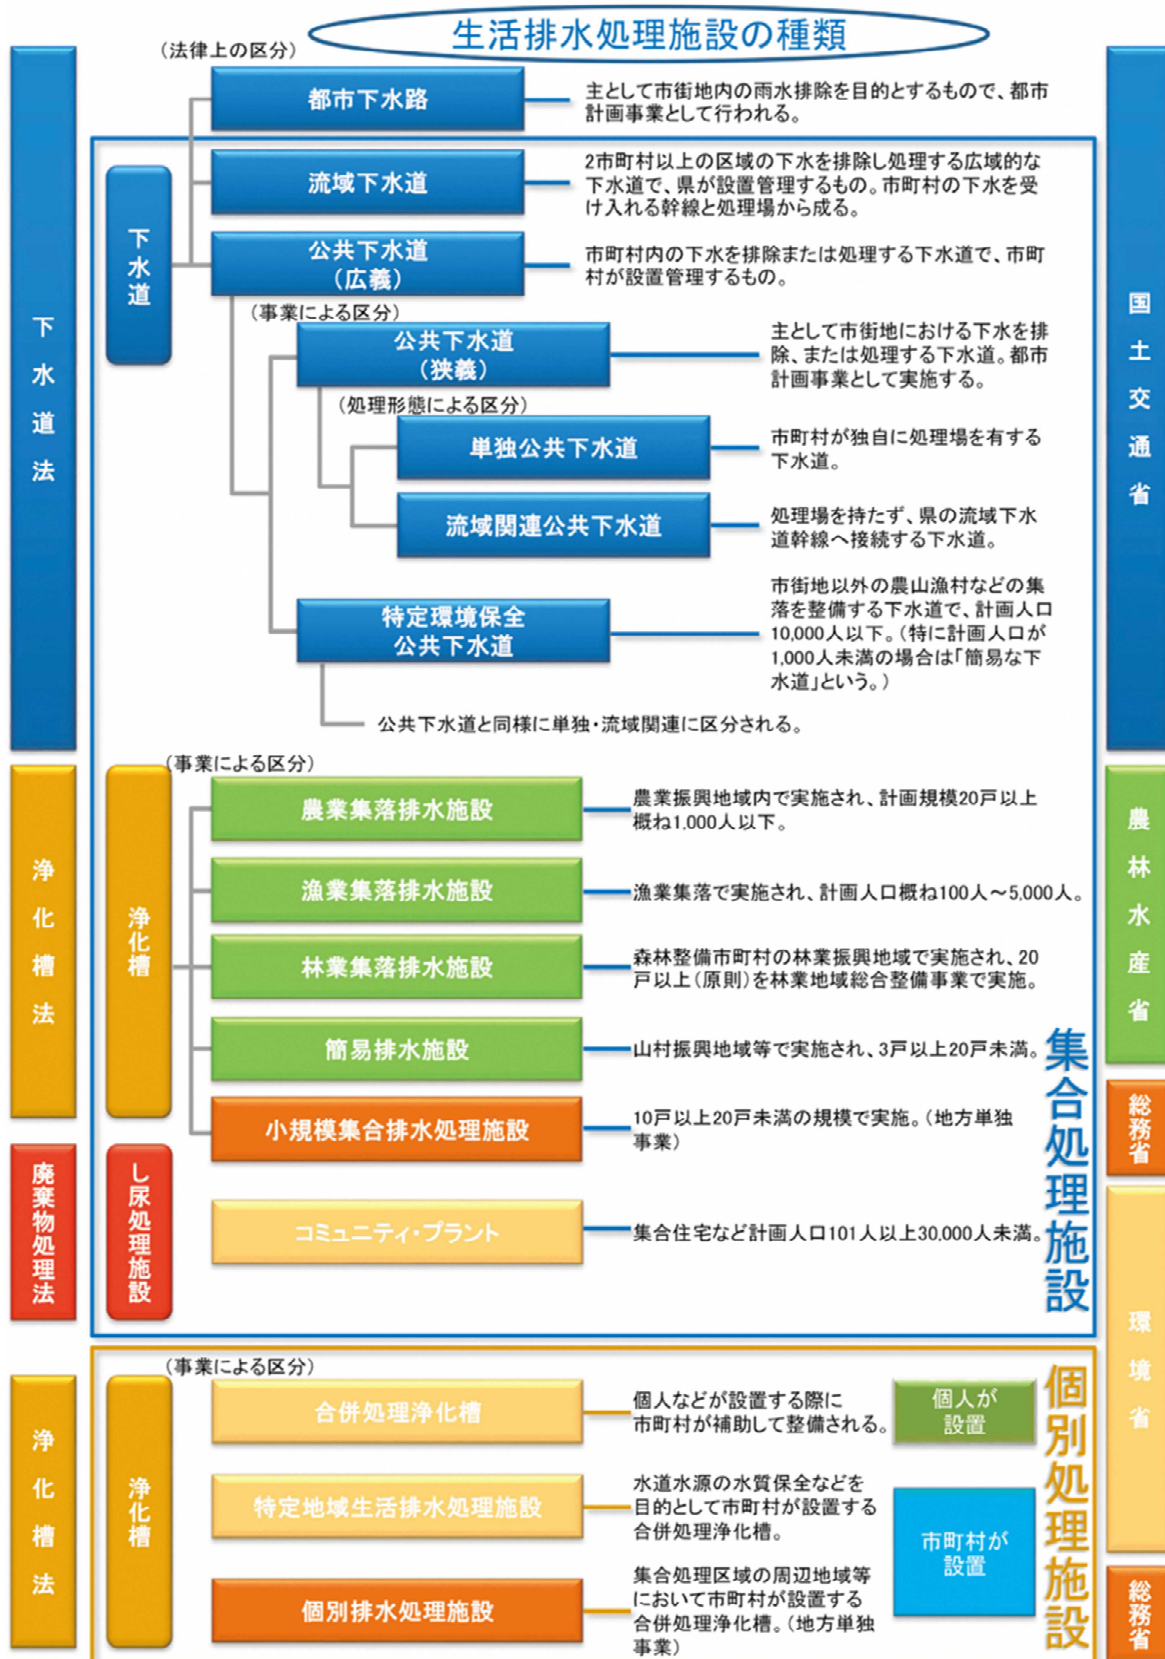 生活排水処理施設の種類
(法律上の区分)
下水道法
国土交通省
都市下水路
主として市街地内の雨水排除を目的とするもので、都市
計画事業として行われる。
下水道
流域下水道
2市町村以上の区域の下水を排除し処理する広域的な
下水道で、県が設置管理するもの。市町村の下水を受
け入れる幹線と処理場から成る。
公共下水道
(広義)
市町村内の下水を排除または処理する下水道で、市町
村が設置管理するもの。
(事業による区分)
公共下水道
(狭義)
主として市街地における下水を排
除、または処理する下水道。都市
計画事業として実施する。
(処理形態による区分)
単独公共下水道
市町村が独自に処理場を有する
下水道。
流域関連公共下水道
処理場を持たず、県の流域下水
道幹線へ接続する下水道。
特定環境保全
公共下水道
市街地以外の農山漁村などの集
落を整備する下水道で、計画人口
10,000人以下。(特に計画人口が
1,000人未満の場合は「簡易な下
水道」という。)
公共下水道と同様に単独・流域関連に区分される。
浄化槽法
浄化槽
(事業による区分)
農林水産省
農業集落排水施設
農業振興地域内で実施され、計画規模20戸以上
概ね1,000人以下。
漁業集落排水施設
漁業集落で実施され、計画人口概ね100人～5,000人。
林業集落排水施設
森林整備市町村の林業振興地域で実施され、20
戸以上(原則)を林業地域総合整備事業で実施。
簡易排水施設
山村振興地域等で実施され、3戸以上20戸未満。
集合処理施設
小規模集合排水処理施設
10戸以上20戸未満の規模で実施。(地方単独
事業)
総務省
廃棄物処理法
し尿処理施設
コミュニティ・プラント
集合住宅など計画人口101人以上30,000人未満。
環境省
浄化槽法
浄化槽
(事業による区分)
合併処理浄化槽
個人などが設置する際に
市町村が補助して整備される。
個人が
設置
個別処理施設
特定地域生活排水処理施設
水道水源の水質保全などを
目的として市町村が設置する
合併処理浄化槽。
市町村が
設置
個別排水処理施設
集合処理区域の周辺地域等
において市町村が設置する
合併処理浄化槽。(地方単独
事業)
総務省